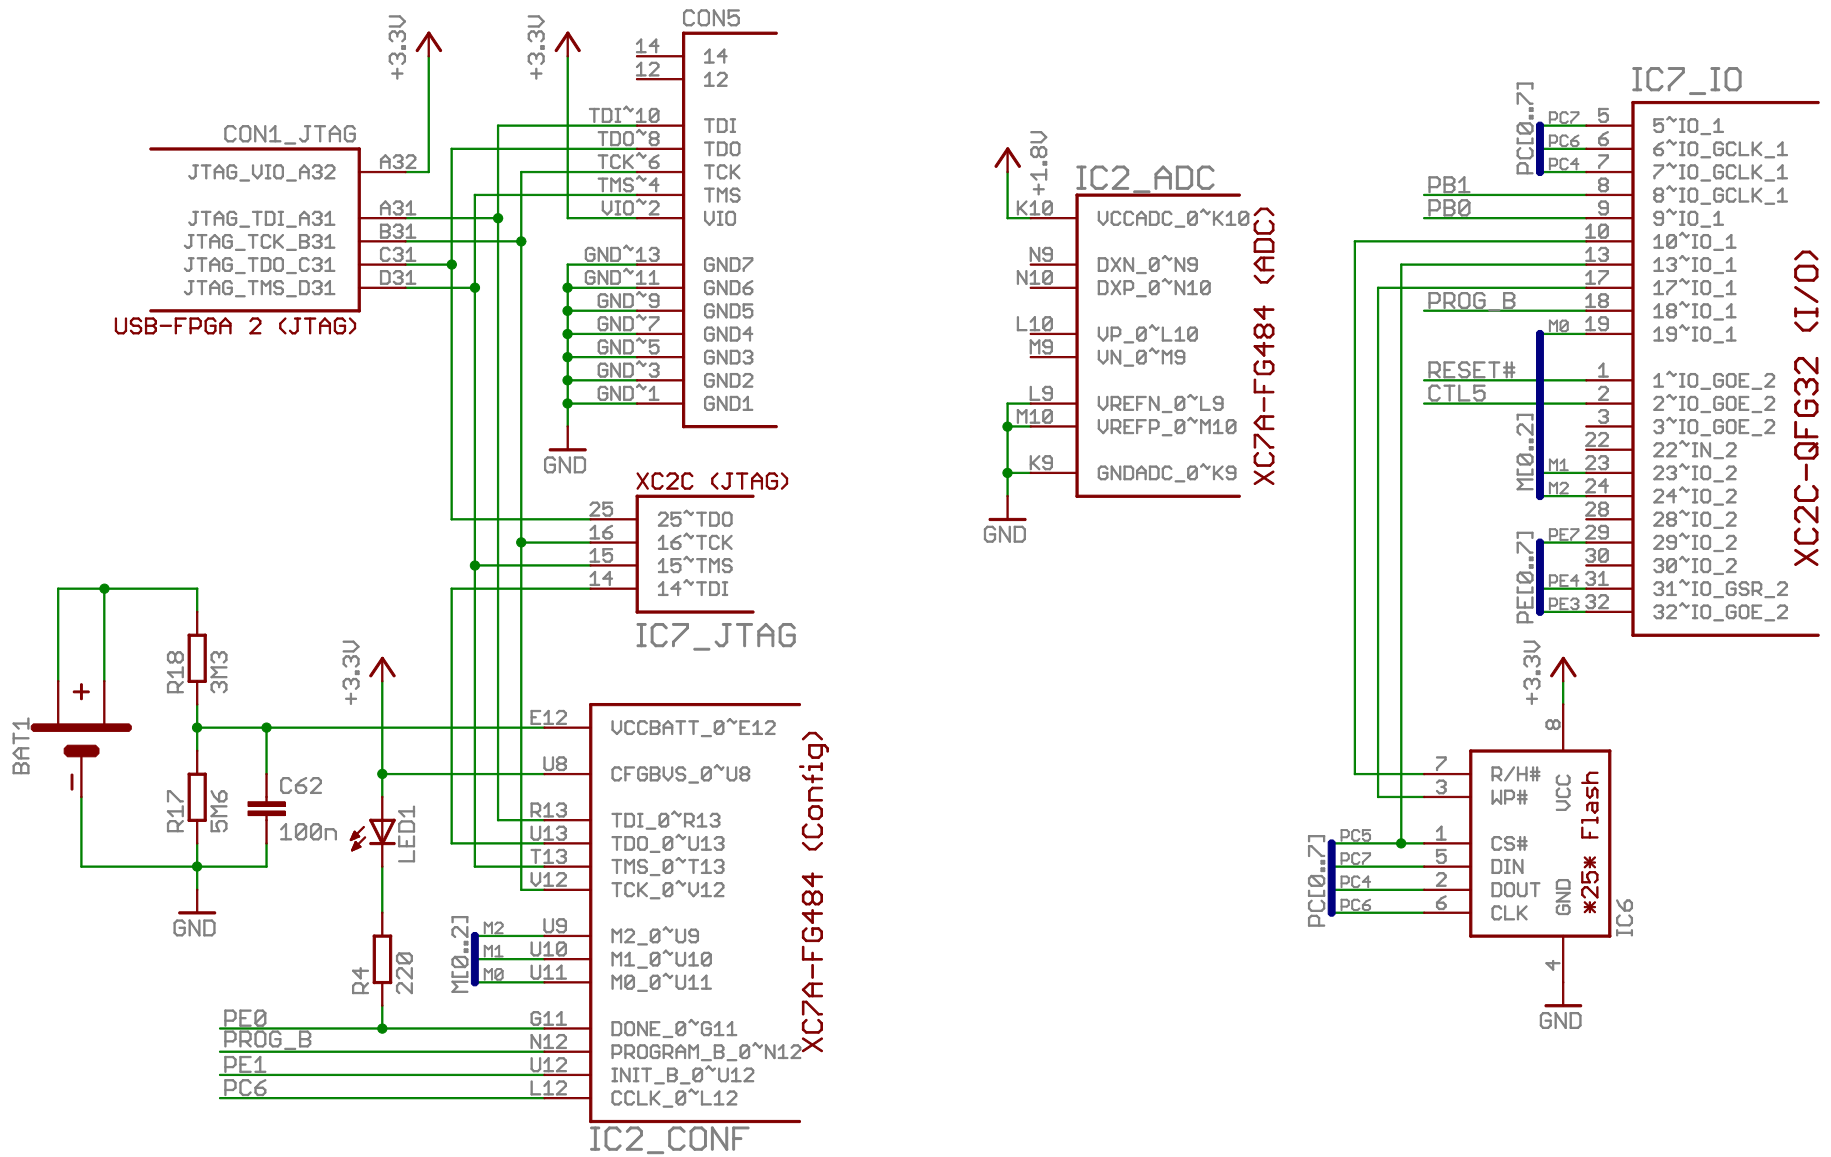 CON5
+3.3V
+3.3V
14 14
12 12
TDI~10 TDI
TDO~8 TDO
TCK~6 TCK
TMS~4 TMS
VIO~2 VIO
GND~13 GND7
GND~11 GND6
GND~9 GND5
GND~7 GND4
GND~5 GND3
GND~3 GND2
GND~1 GND1
GND
CON1_JTAG
JTAG_VIO_A32 A32
JTAG_TDI_A31 A31
JTAG_TCK_B31 B31
JTAG_TDO_C31 C31
JTAG_TMS_D31 D31
USB-FPGA 2 (JTAG)
XC2C (JTAG)
25 25~TDO
16 16~TCK
15 15~TMS
14 14~TDI
IC7_JTAG
BAT1
+
-
R18
3M3
R17
5M6
C62
100n
GND
+3.3V
LED1
R4
220
E12 VCCBATT_0~E12
U8 CFGBVS_0~U8
R13 TDI_0~R13
U13 TDO_0~U13
T13 TMS_0~T13
V12 TCK_0~V12
M[0..2]
M2 U9 M2_0~U9
M1 U10 M1_0~U10
M0 U11 M0_0~U11
PE0 G11 DONE_0~G11
PROG_B N12 PROGRAM_B_0~N12
PE1 U12 INIT_B_0~U12
PC6 L12 CCLK_0~L12
XC7A-FG484 (Config)
IC2_CONF
+1.8V
IC2_ADC
K10 VCCADC_0~K10
N9 DXN_0~N9
N10 DXP_0~N10
L10 VP_0~L10
M9 VN_0~M9
L9 VREFN_0~L9
M10 VREFP_0~M10
K9 GNDADC_0~K9
GND
XC7A-FG484 (ADC)
IC7_IO
PC[0..7]
PC7 5 5~IO_1
PC6 6 6~IO_GCLK_1
PC4 7 7~IO_GCLK_1
PB1 8 8~IO_GCLK_1
PB0 9 9~IO_1
10 10~IO_1
13 13~IO_1
17 17~IO_1
PROG_B 18 18~IO_1
M0 19 19~IO_1
RESET# 1 1~IO_GOE_2
CTL5 2 2~IO_GOE_2
3 3~IO_GOE_2
22 22~IN_2
M[0..2]
M1 23 23~IO_2
M2 24 24~IO_2
28 28~IO_2
PE[0..7]
PE7 29 29~IO_2
30 30~IO_2
PE4 31 31~IO_GSR_2
PE3 32 32~IO_GOE_2
XC2C-QFG32 (I/O)
+3.3V
8
VCC
7 R/H#
3 WP#
PC[0..7]
PC5 1 CS#
PC7 5 DIN
PC4 2 DOUT
PC6 6 CLK
GND
*25* Flash
IC6
4
GND